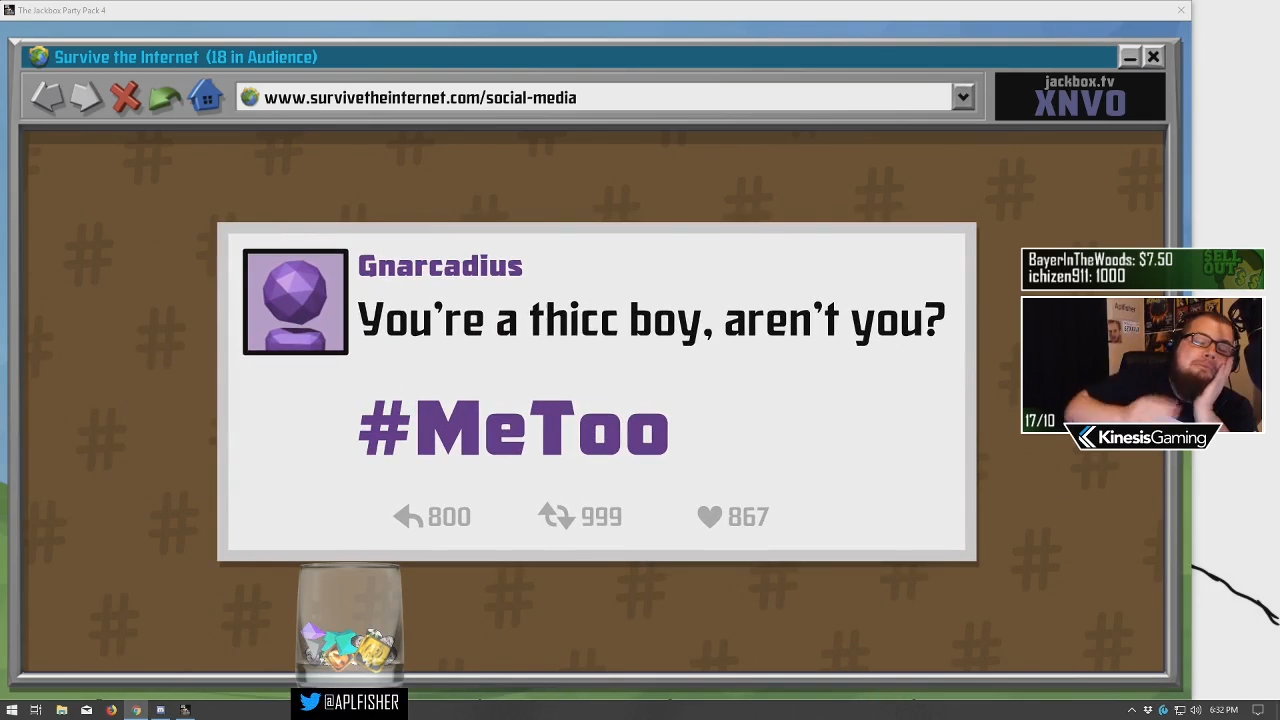 The Jackbox Party Pack 4
Survive the Internet (18 in Audience)
www.survivetheinternet.com/social-media
jackbox.tv
XNVO
Gnarcadius
You're a thicc boy, aren't you?
#MeToo
800
999
867
BayerInTheWoods: $7.50
ichizen911: 1000
$ELL
OUT
17/10
KinesisGaming
@APLFISHER
6:32 PM